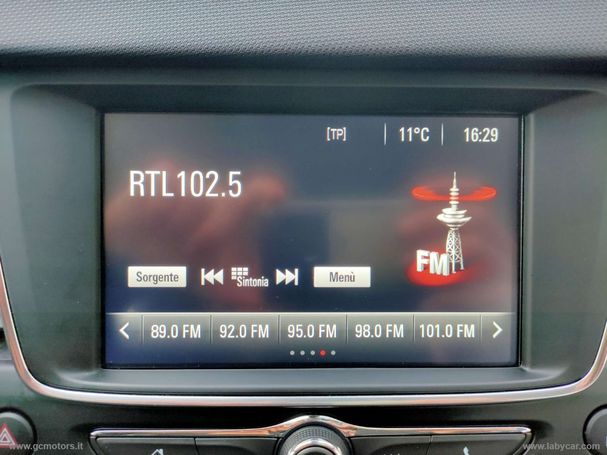 [TP] 11°C 16:29
RTL102.5
FM
Sorgente Sintonia Menù
89.0 FM 92.0 FM 95.0 FM 98.0 FM 101.0 FM
www.gcmotors.it www.labycar.com